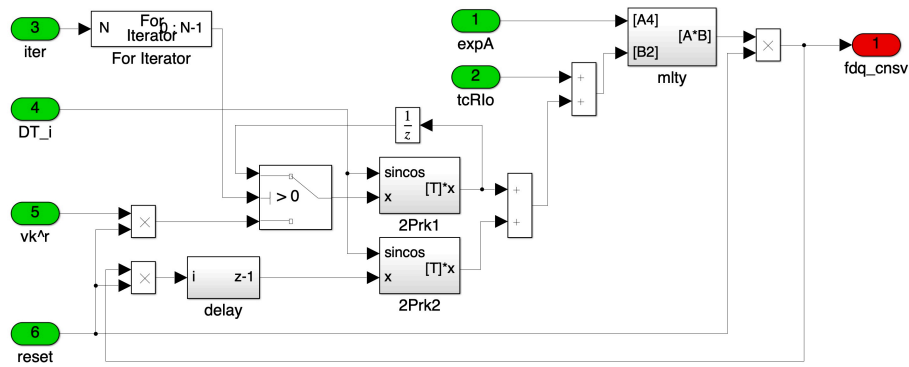 3
iter
N
For
Iterator
0 : N-1
For Iterator
1
expA
[A4]
[B2]
[A*B]
mlty
×
1
fdq_cnsv
2
tcRIo
+
+
4
DT_i
1
z
sincos
x
[T]*x
2Prk1
> 0
+
+
5
vk^r
×
sincos
x
[T]*x
2Prk2
×
i
z-1
delay
6
reset